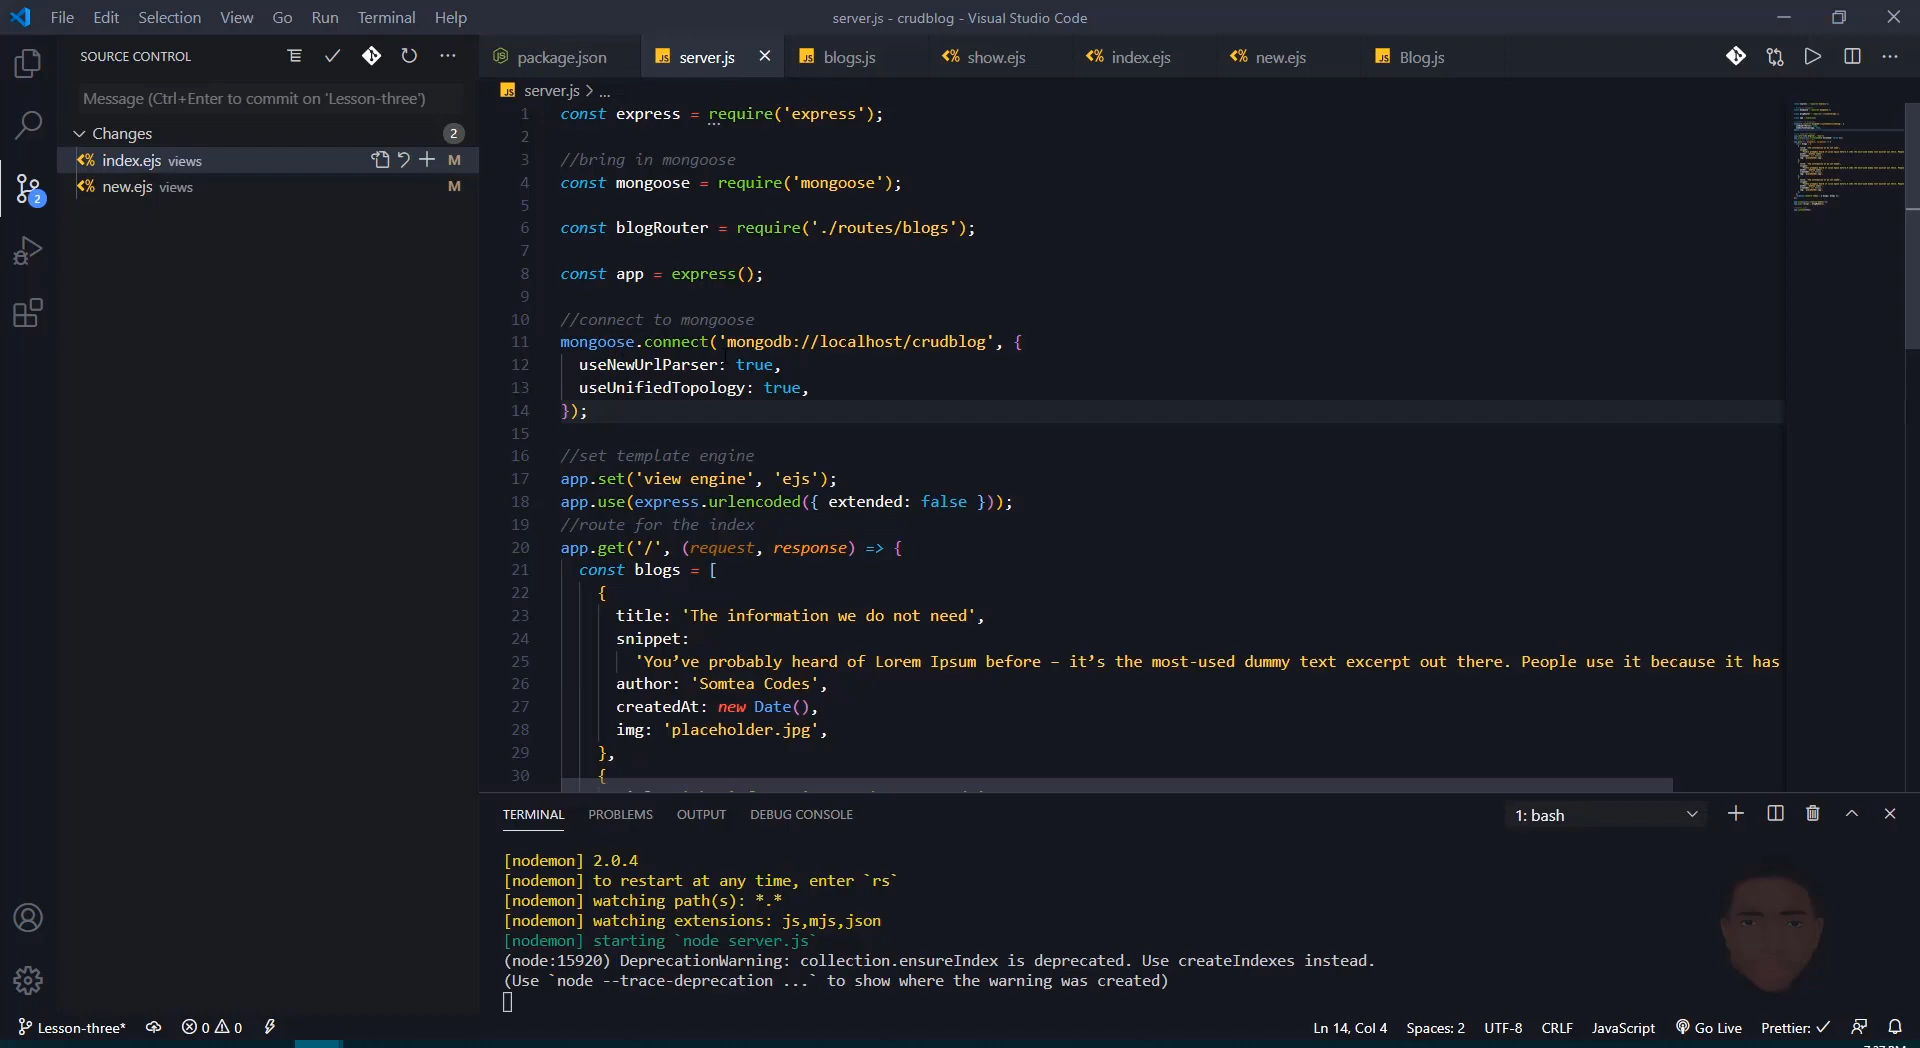 File Edit Selection View Go Run Terminal Help
server.js - crudblog - Visual Studio Code
SOURCE CONTROL
Message (Ctrl+Enter to commit on 'Lesson-three')
Changes 2
index.ejs views M
new.ejs views M
2
package.json server.js blogs.js show.ejs index.ejs new.ejs Blog.js
JS server.js > ...
1 const express = require('express');
2
3 //bring in mongoose
4 const mongoose = require('mongoose');
5
6 const blogRouter = require('./routes/blogs');
7
8 const app = express();
9
10 //connect to mongoose
11 mongoose.connect('mongodb://localhost/crudblog', {
12 useNewUrlParser: true,
13 useUnifiedTopology: true,
14 });
15
16 //set template engine
17 app.set('view engine', 'ejs');
18 app.use(express.urlencoded({ extended: false }));
19 //route for the index
20 app.get('/', (request, response) => {
21 const blogs = [
22 {
23 title: 'The information we do not need',
24 snippet:
25 'You’ve probably heard of Lorem Ipsum before – it’s the most-used dummy text excerpt out there. People use it because it has
26 author: 'Somtea Codes',
27 createdAt: new Date(),
28 img: 'placeholder.jpg',
29 },
30 {
TERMINAL PROBLEMS OUTPUT DEBUG CONSOLE
1: bash
[nodemon] 2.0.4
[nodemon] to restart at any time, enter `rs`
[nodemon] watching path(s): *.*
[nodemon] watching extensions: js,mjs,json
[nodemon] starting `node server.js`
(node:15920) DeprecationWarning: collection.ensureIndex is deprecated. Use createIndexes instead.
(Use `node --trace-deprecation ...` to show where the warning was created)
Lesson-three* 0 0
Ln 14, Col 4 Spaces: 2 UTF-8 CRLF JavaScript Go Live Prettier: ✓